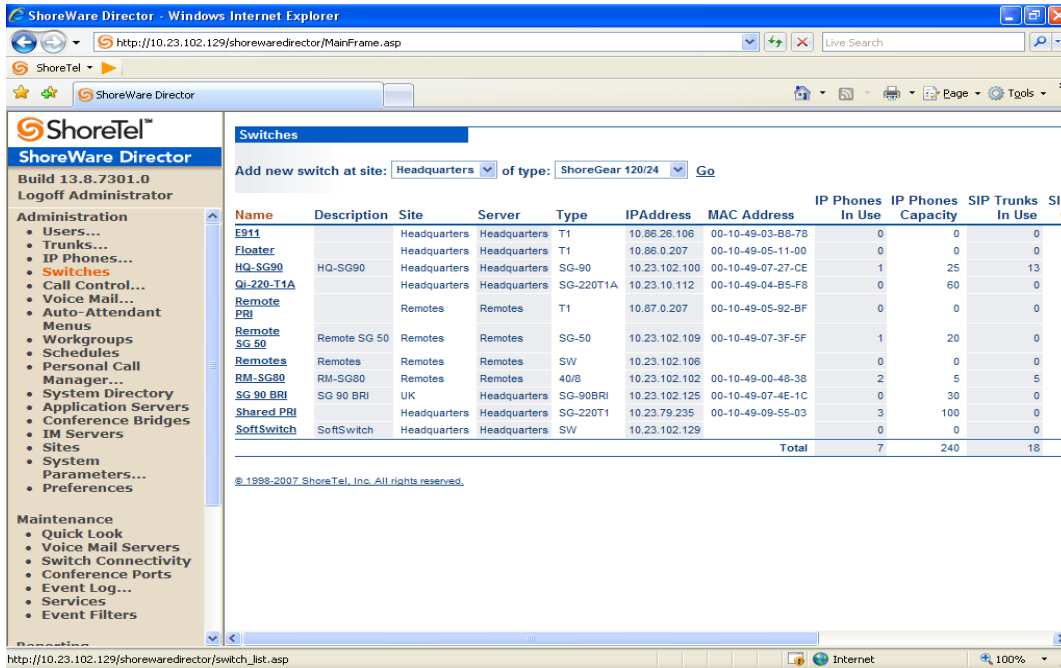 ShoreWare Director - Windows Internet Explorer
http://10.23.102.129/shorewaredirector/MainFrame.asp
Live Search
ShoreTel
ShoreWare Director
Page
Tools
ShoreTel™
ShoreWare Director
Build 13.8.7301.0
Logoff Administrator
Administration
• Users...
• Trunks...
• IP Phones...
• Switches
• Call Control...
• Voice Mail...
• Auto-Attendant
Menus
• Workgroups
• Schedules
• Personal Call
Manager...
• System Directory
• Application Servers
• Conference Bridges
• IM Servers
• Sites
• System
Parameters...
• Preferences
Maintenance
• Quick Look
• Voice Mail Servers
• Switch Connectivity
• Conference Ports
• Event Log...
• Services
• Event Filters
Reporting
Switches
Add new switch at site: Headquarters of type: ShoreGear 120/24 Go
IP Phones IP Phones SIP Trunks SI
Name Description Site Server Type IPAddress MAC Address In Use Capacity In Use
E911 Headquarters Headquarters T1 10.86.26.106 00-10-49-03-B8-78 0 0 0
Floater Headquarters Headquarters T1 10.86.0.207 00-10-49-05-11-00 0 0 0
HQ-SG90 HQ-SG90 Headquarters Headquarters SG-90 10.23.102.100 00-10-49-07-27-CE 1 25 13
Qi-220-T1A Headquarters Headquarters SG-220T1A 10.23.10.112 00-10-49-04-B5-F8 0 60 0
Remote
PRI Remotes Remotes T1 10.87.0.207 00-10-49-05-92-BF 0 0 0
Remote
SG 50 Remote SG 50 Remotes Remotes SG-50 10.23.102.109 00-10-49-07-3F-5F 1 20 0
Remotes Remotes Remotes Remotes SW 10.23.102.106 0 0 0
RM-SG80 RM-SG80 Remotes Remotes 40/8 10.23.102.102 00-10-49-00-48-38 2 5 5
SG 90 BRI SG 90 BRI UK Headquarters SG-90BRI 10.23.102.125 00-10-49-07-4E-1C 0 30 0
Shared PRI Headquarters Headquarters SG-220T1 10.23.79.235 00-10-49-09-55-03 3 100 0
SoftSwitch SoftSwitch Headquarters Headquarters SW 10.23.102.129 0 0 0
Total 7 240 18
© 1998-2007 ShoreTel, Inc. All rights reserved.
http://10.23.102.129/shorewaredirector/switch_list.asp
Internet
100%